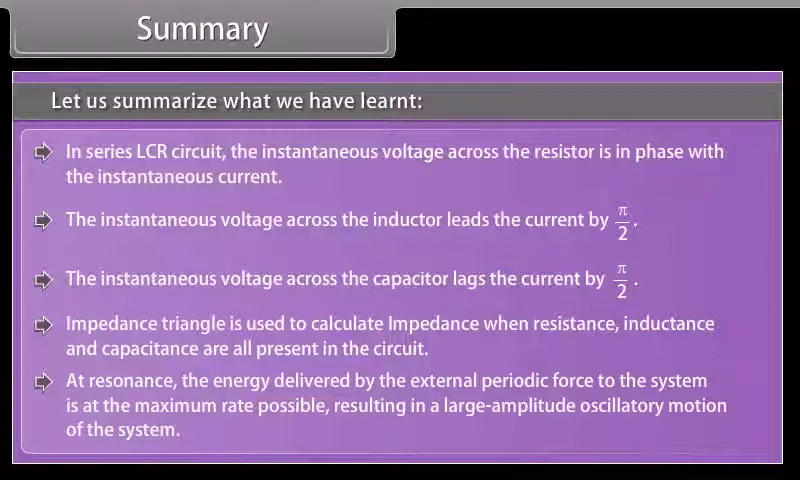 Summary
Let us summarize what we have learnt:
In series LCR circuit, the instantaneous voltage across the resistor is in phase with
the instantaneous current.
The instantaneous voltage across the inductor leads the current by π/2.
The instantaneous voltage across the capacitor lags the current by π/2.
Impedance triangle is used to calculate Impedance when resistance, inductance
and capacitance are all present in the circuit.
At resonance, the energy delivered by the external periodic force to the system
is at the maximum rate possible, resulting in a large-amplitude oscillatory motion
of the system.